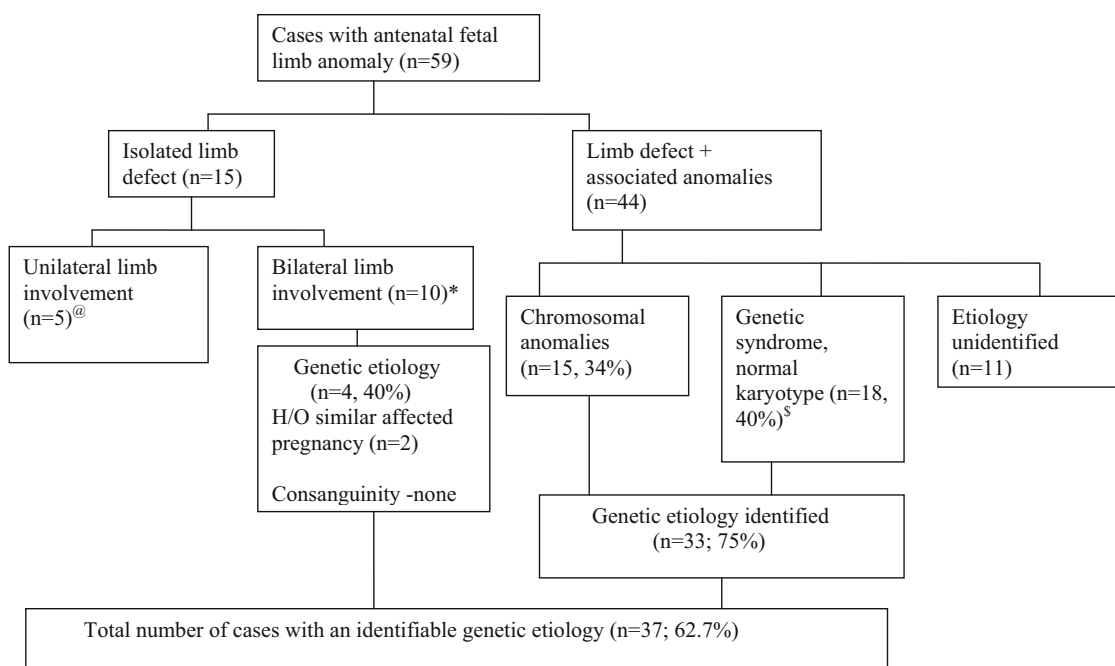 Cases with antenatal fetal
limb anomaly (n=59)
Isolated limb
defect (n=15)
Limb defect +
associated anomalies
(n=44)
Unilateral limb
involvement
(n=5)@
Bilateral limb
involvement (n=10)*
Genetic etiology
(n=4, 40%)
H/O similar affected
pregnancy (n=2)
Consanguinity -none
Chromosomal
anomalies
(n=15, 34%)
Genetic
syndrome,
normal
karyotype (n=18,
40%)$
Etiology
unidentified
(n=11)
Genetic etiology identified
(n=33; 75%)
Total number of cases with an identifiable genetic etiology (n=37; 62.7%)